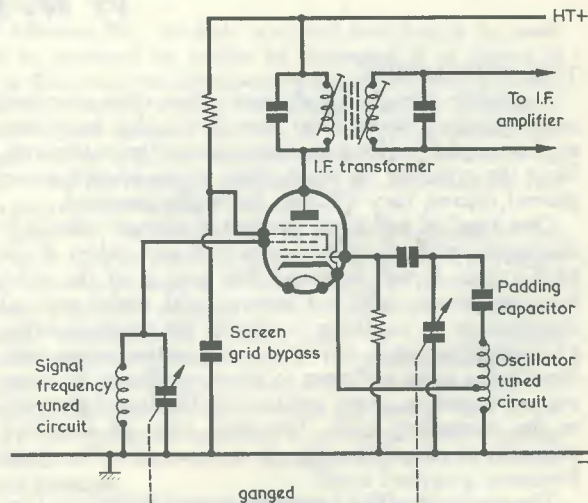 HT+
To I.F.
amplifier
I.F. transformer
Padding
capacitor
Screen
grid bypass
Signal
frequency
tuned
circuit
Oscillator
tuned
circuit
ganged